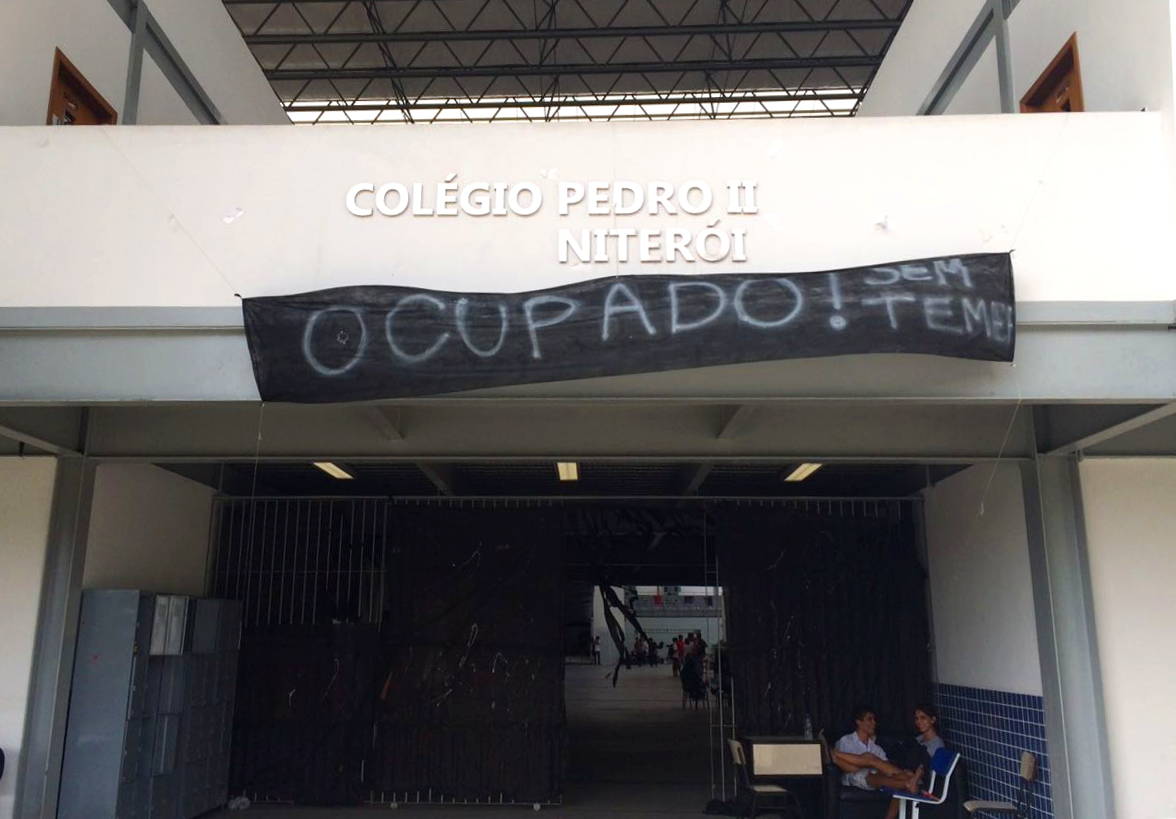 COLÉGIO PEDRO II
NITERÓI
OCUPADO! SEM
TEMER